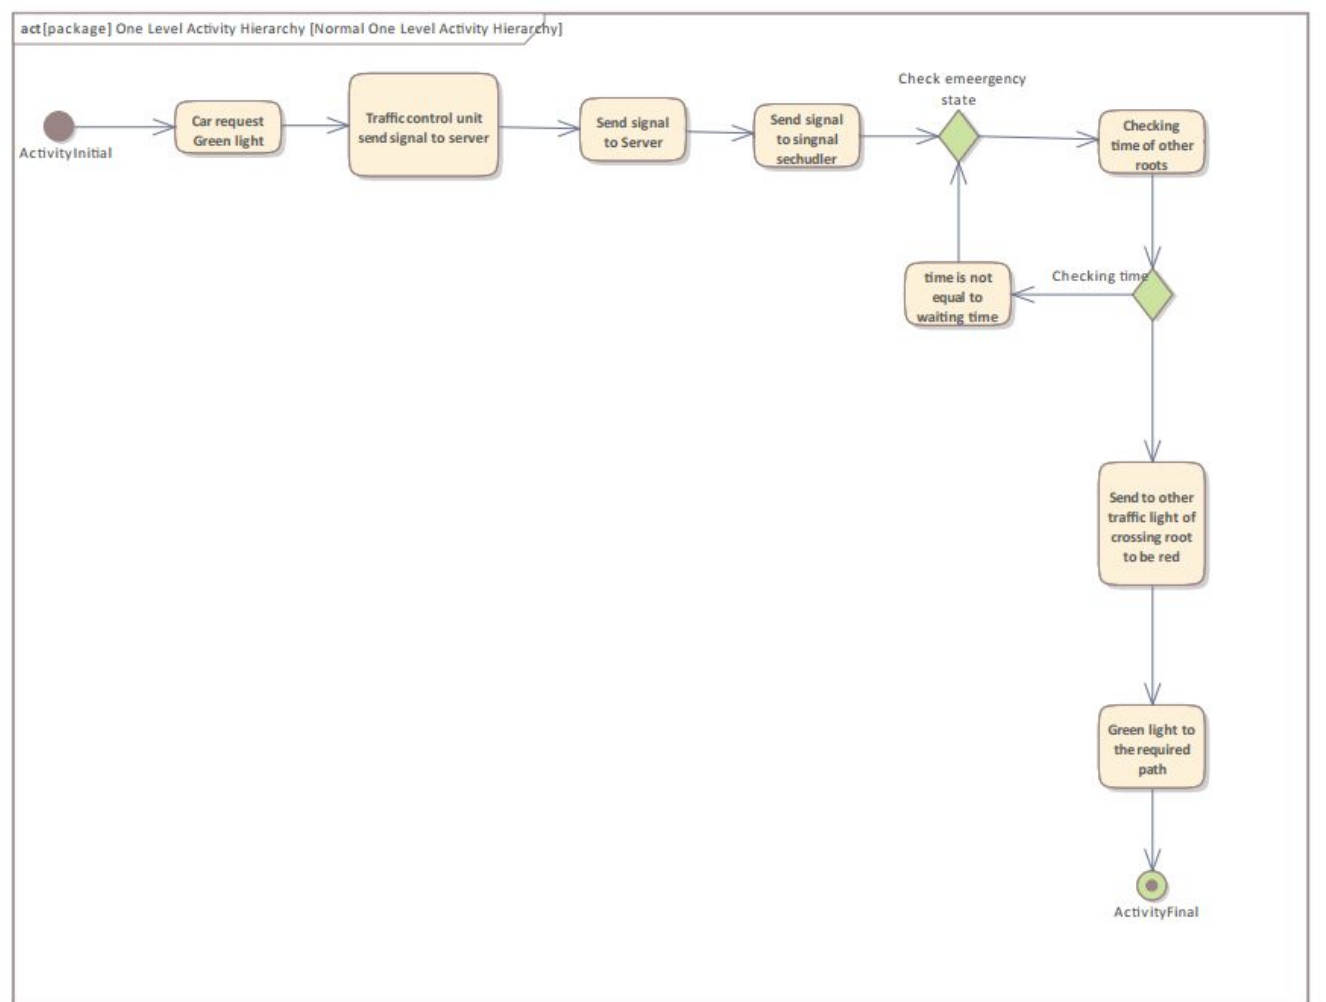 act [package] One Level Activity Hierarchy [Normal One Level Activity Hierarchy]
ActivityInitial
Car request
Green light
Traffic control unit
send signal to server
Send signal
to Server
Send signal
to singnal
sechudler
Check emeergency
state
Checking
time of other
roots
Checking time
time is not
equal to
waiting time
Send to other
traffic light of
crossing root
to be red
Green light to
the required
path
ActivityFinal